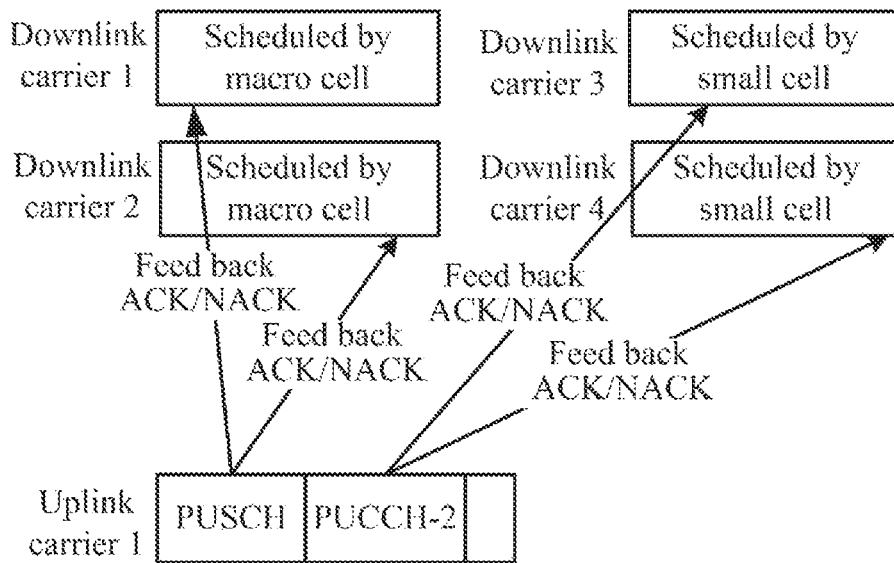 Downlink
carrier 1
Scheduled by
macro cell
Downlink
carrier 3
Scheduled by
small cell
Downlink
carrier 2
Scheduled by
macro cell
Downlink
carrier 4
Scheduled by
small cell
Feed back
ACK/NACK
Feed back
ACK/NACK
Feed back
ACK/NACK
Feed back
ACK/NACK
Uplink
carrier 1
PUSCH
PUCCH-2